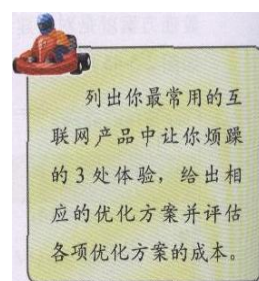 列出你最常用的互
联网产品中让你烦躁
的3处体验，给出相
应的优化方案并评估
各项优化方案的成本。